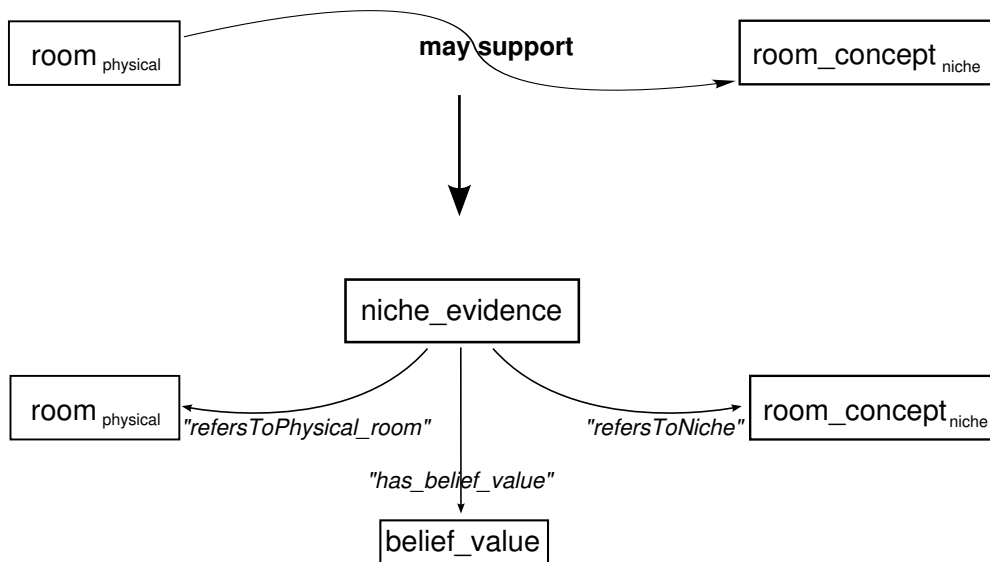 room physical
may support
room_concept niche
niche_evidence
room physical
room_concept niche
"refersToPhysical_room"
"refersToNiche"
"has_belief_value"
belief_value